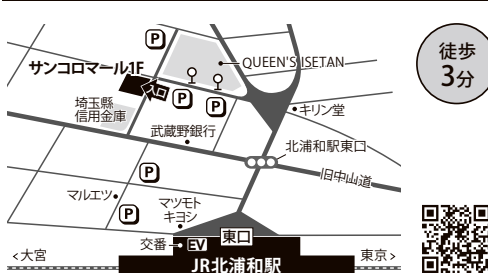 P
QUEEN'S ISETAN
サンコロマール1F
入口
P
P
埼玉縣
信用金庫
キリン堂
武蔵野銀行
北浦和駅東口
旧中山道
P
マルエツ
P
マツモト
キヨシ
交番
EV
東口
<大宮
東京>
JR北浦和駅
徒歩
3分